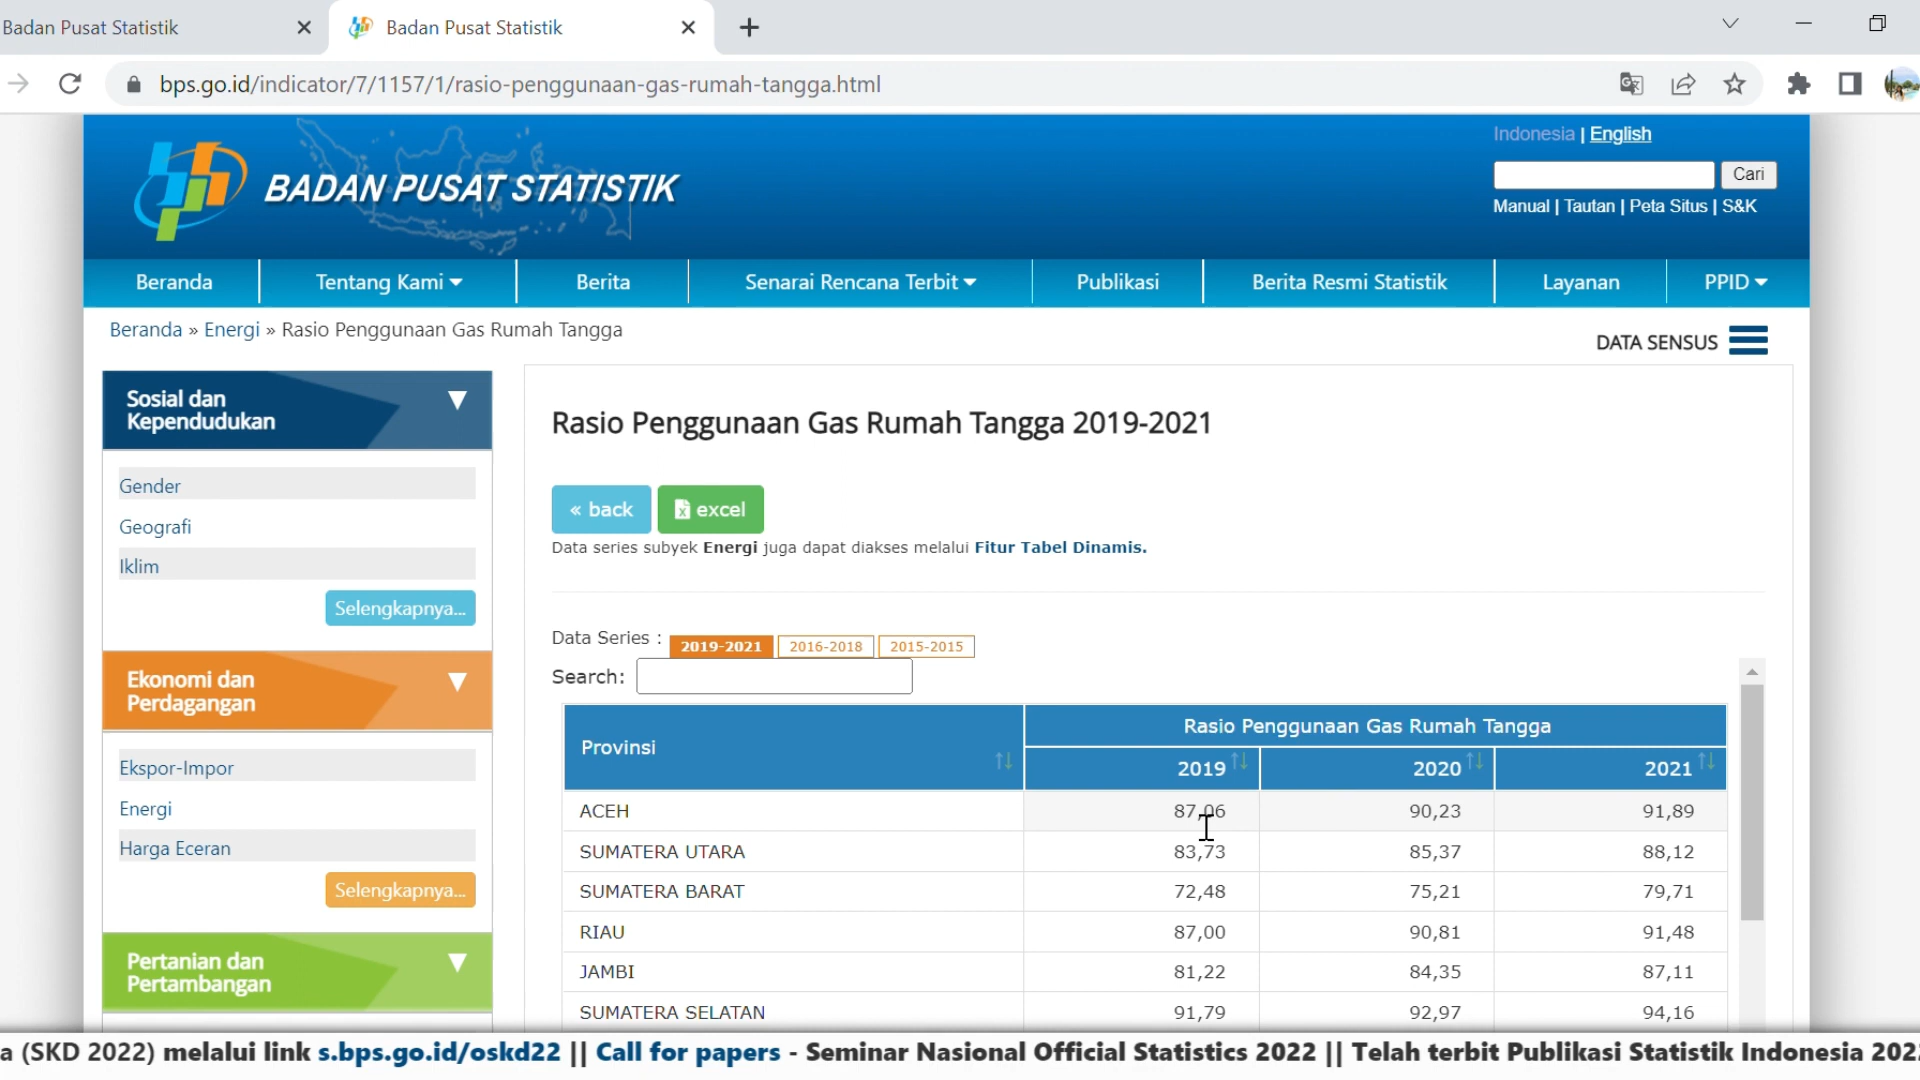 Badan Pusat Statistik
Badan Pusat Statistik
bps.go.id/indicator/7/1157/1/rasio-penggunaan-gas-rumah-tangga.html
Indonesia | English
BADAN PUSAT STATISTIK
Cari
Manual | Tautan | Peta Situs | S&K
Beranda Tentang Kami Berita Senarai Rencana Terbit Publikasi Berita Resmi Statistik Layanan PPID
Beranda » Energi » Rasio Penggunaan Gas Rumah Tangga
DATA SENSUS
Sosial dan
Kependudukan
Gender
Geografi
Iklim
Selengkapnya...
Ekonomi dan
Perdagangan
Ekspor-Impor
Energi
Harga Eceran
Selengkapnya...
Pertanian dan
Pertambangan
Rasio Penggunaan Gas Rumah Tangga 2019-2021
« back excel
Data series subyek Energi juga dapat diakses melalui Fitur Tabel Dinamis.
Data Series : 2019-2021 2016-2018 2015-2015
Search:
Provinsi Rasio Penggunaan Gas Rumah Tangga
2019 2020 2021
ACEH 87,06 90,23 91,89
SUMATERA UTARA 83,73 85,37 88,12
SUMATERA BARAT 72,48 75,21 79,71
RIAU 87,00 90,81 91,48
JAMBI 81,22 84,35 87,11
SUMATERA SELATAN 91,79 92,97 94,16
a (SKD 2022) melalui link s.bps.go.id/oskd22 || Call for papers - Seminar Nasional Official Statistics 2022 || Telah terbit Publikasi Statistik Indonesia 202